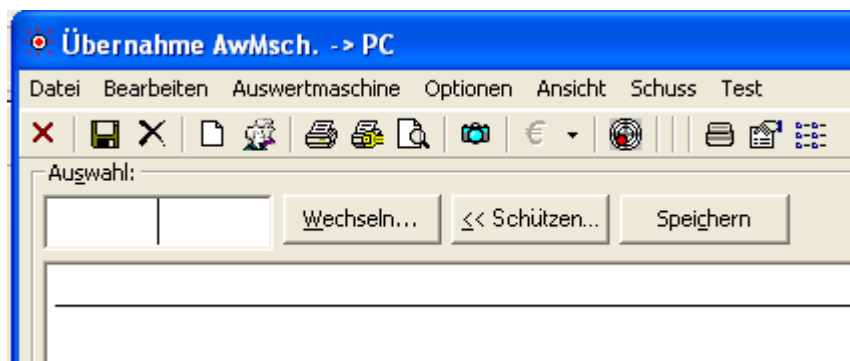 Übernahme AwMsch. -> PC
Datei Bearbeiten Auswertmaschine Optionen Ansicht Schuss Test
€
Auswahl:
Wechseln... << Schützen... Speichern